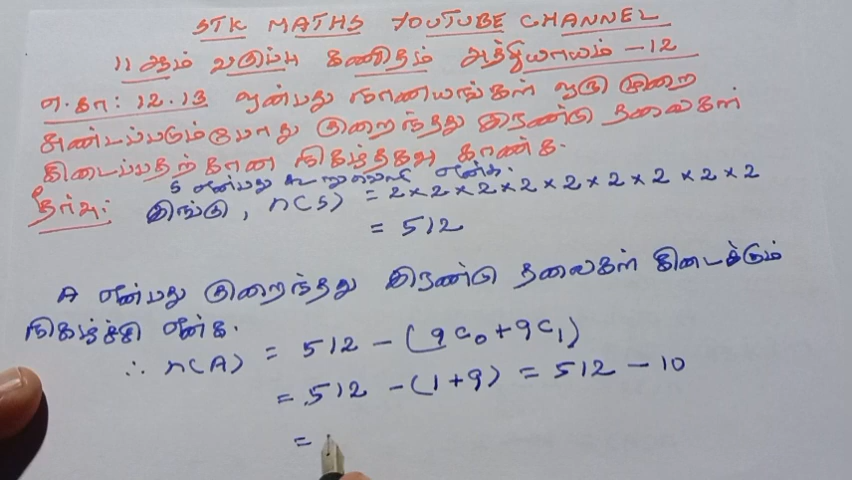 STK MATHS YOUTUBE CHANNEL
11 ஆம் வகுப்பு கணிதம் அத்தியாயம் - 12
எ.கா: 12.13 ஒன்பது நாணயங்கள் ஒரு முறை
சுண்டப்படும்போது குறைந்தது இரண்டு தலைகள்
கிடைப்பதற்கான நிகழ்தகவு காண்க.
S என்பது கூறுவெளி என்க.
தீர்வு: இங்கு, n(S) = 2 × 2 × 2 × 2 × 2 × 2 × 2 × 2 × 2
= 512
A என்பது குறைந்தது இரண்டு தலைகள் கிடைக்கும்
நிகழ்ச்சி என்க.
∴ n(A) = 512 - (9C₀ + 9C₁)
= 512 - (1+9) = 512 - 10
=